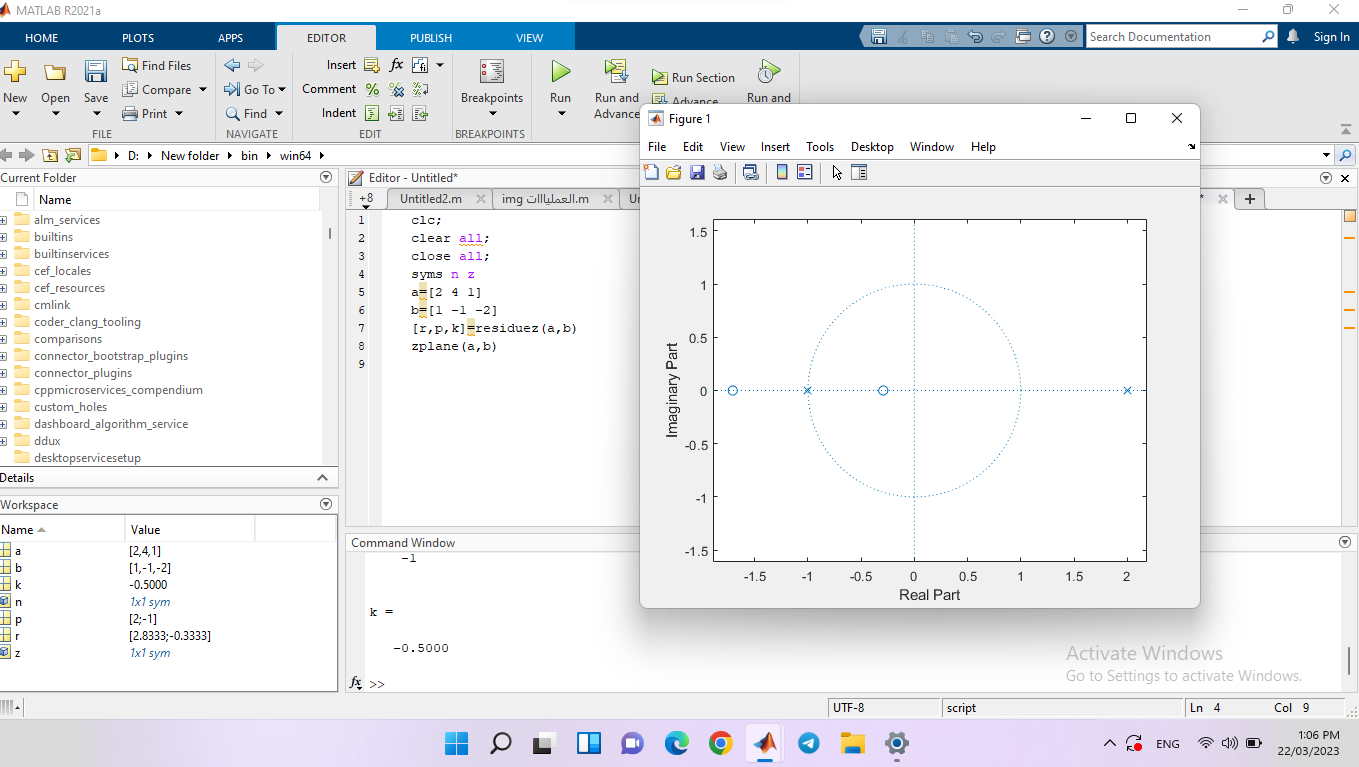 MATLAB R2021a
HOME PLOTS APPS EDITOR PUBLISH VIEW
Search Documentation
Sign In
New
Open
Save
Find Files
Compare
Print
FILE
Go To
Find
NAVIGATE
Insert
fx
Comment
%
Indent
EDIT
Breakpoints
BREAKPOINTS
Run
Run and
Advance
Run Section
Advance
Run and
D: New folder bin win64
Current Folder
Name
alm_services
builtins
builtinservices
cef_locales
cef_resources
cmlink
coder_clang_tooling
comparisons
connector_bootstrap_plugins
connector_plugins
cppmicroservices_compendium
custom_holes
dashboard_algorithm_service
ddux
desktopservicesetup
Details
Workspace
Name Value
a [2,4,1]
b [1,-1,-2]
k -0.5000
n 1x1 sym
p [2;-1]
r [2.8333;-0.3333]
z 1x1 sym
Editor - Untitled*
+8 Untitled2.m img العملياات.m
1 clc;
2 clear all;
3 close all;
4 syms n z
5 a=[2 4 1]
6 b=[1 -1 -2]
7 [r,p,k]=residuez(a,b)
8 zplane(a,b)
9
Command Window
-1
k =
-0.5000
fx >>
Figure 1
File Edit View Insert Tools Desktop Window Help
1.5
1
0.5
0
-0.5
-1
-1.5
Imaginary Part
-1.5 -1 -0.5 0 0.5 1 1.5 2
Real Part
Activate Windows
Go to Settings to activate Windows.
UTF-8 script Ln 4 Col 9
ENG
1:06 PM
22/03/2023